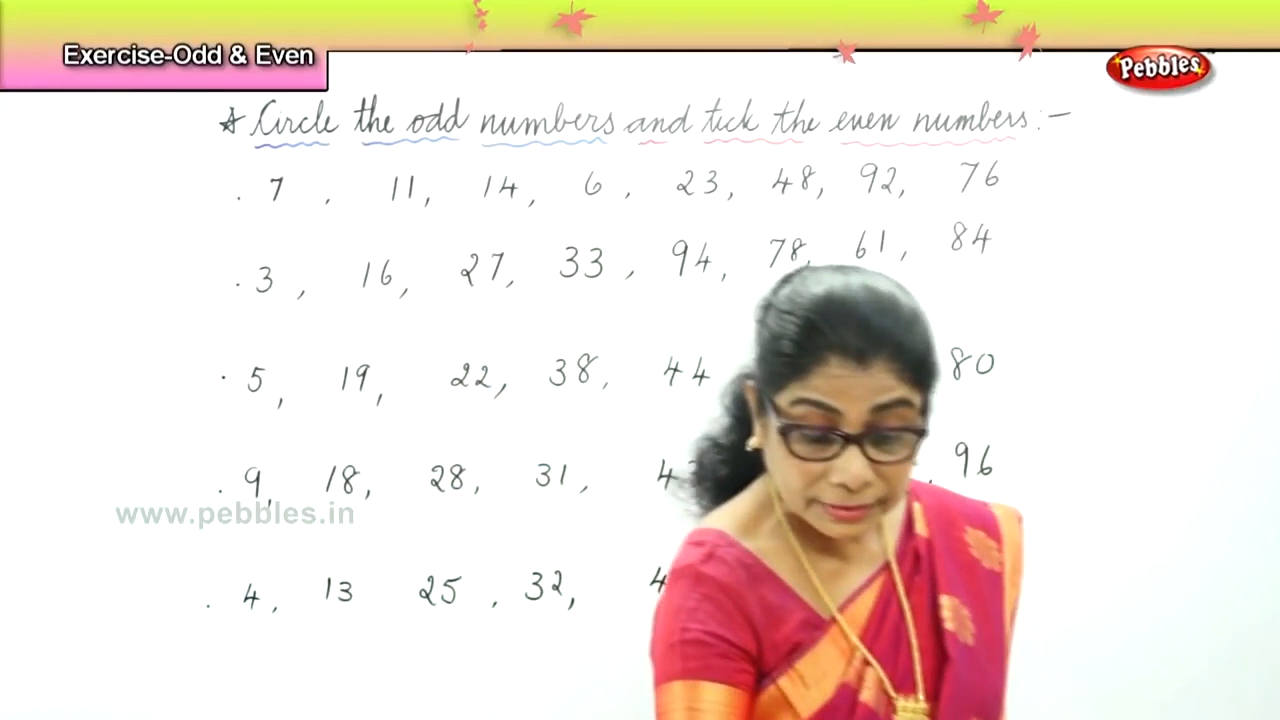 Exercise-Odd & Even
Pebbles
☆ Circle the odd numbers and tick the even numbers:-
. 7 , 11, 14, 6 , 23, 48, 92, 76
. 3 , 16, 27, 33 , 94, 78, 61, 84
. 5, 19, 22, 38, 44 80
. 9, 18, 28, 31, , 96
www.pebbles.in
. 4, 13 25 , 32,